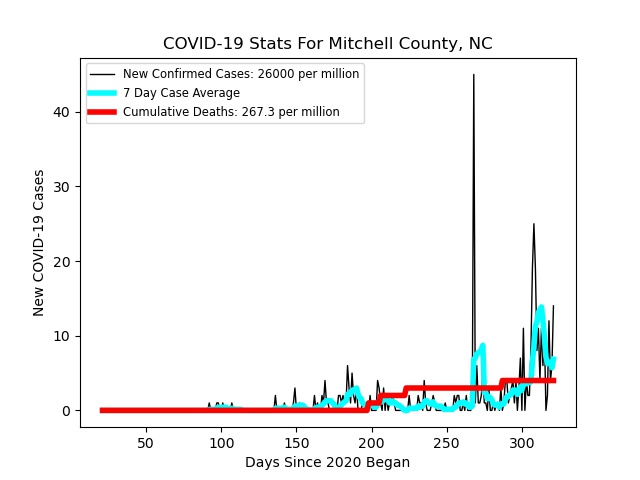 COVID-19 Stats For Mitchell County, NC
New Confirmed Cases: 26000 per million
7 Day Case Average
Cumulative Deaths: 267.3 per million
New COVID-19 Cases
40
30
20
10
0
50 100 150 200 250 300
Days Since 2020 Began